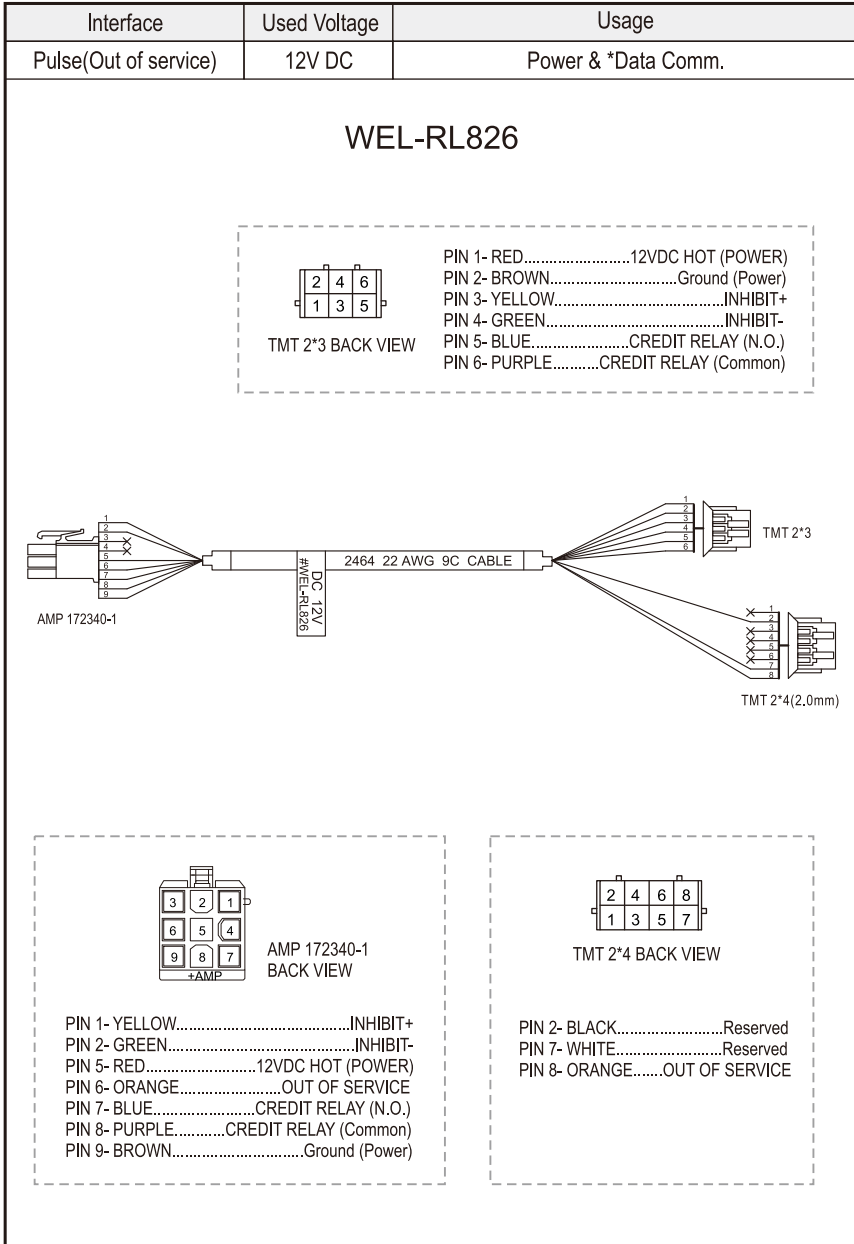 Interface Used Voltage Usage
Pulse(Out of service) 12V DC Power & *Data Comm.
WEL-RL826
2 4 6
1 3 5
TMT 2*3 BACK VIEW
PIN 1- RED..........................12VDC HOT (POWER)
PIN 2- BROWN..............................Ground (Power)
PIN 3- YELLOW.........................................INHIBIT+
PIN 4- GREEN...........................................INHIBIT-
PIN 5- BLUE.......................CREDIT RELAY (N.O.)
PIN 6- PURPLE...........CREDIT RELAY (Common)
1
2
3
4
5
6
7
8
9
AMP 172340-1
DC 12V
#WEL-RL826
2464 22 AWG 9C CABLE
1
2
3
4
5
6
TMT 2*3
1
2
3
4
5
6
7
8
TMT 2*4(2.0mm)
3 2 1
6 5 4
9 8 7
+AMP
AMP 172340-1
BACK VIEW
PIN 1- YELLOW.........................................INHIBIT+
PIN 2- GREEN............................................INHIBIT-
PIN 5- RED..........................12VDC HOT (POWER)
PIN 6- ORANGE.......................OUT OF SERVICE
PIN 7- BLUE.......................CREDIT RELAY (N.O.)
PIN 8- PURPLE...........CREDIT RELAY (Common)
PIN 9- BROWN..............................Ground (Power)
2 4 6 8
1 3 5 7
TMT 2*4 BACK VIEW
PIN 2- BLACK.........................Reserved
PIN 7- WHITE.........................Reserved
PIN 8- ORANGE.......OUT OF SERVICE